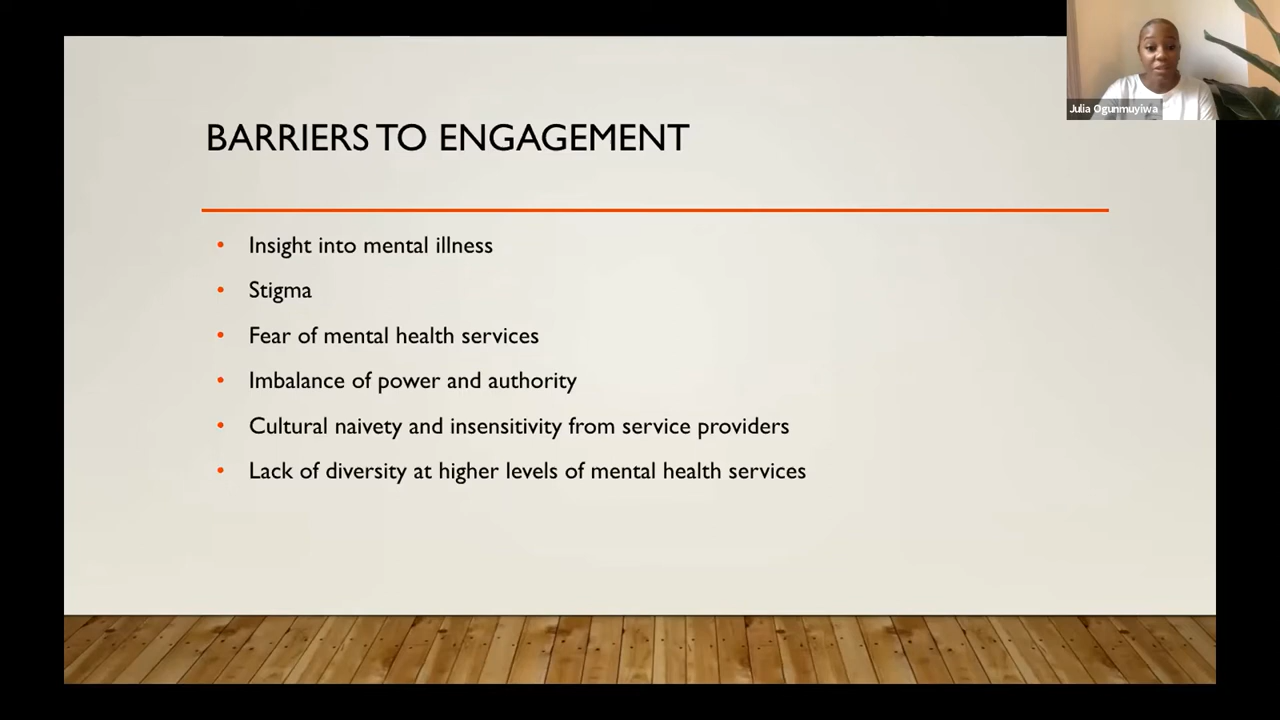 Julia Ogunmuyiwa
BARRIERS TO ENGAGEMENT
• Insight into mental illness
• Stigma
• Fear of mental health services
• Imbalance of power and authority
• Cultural naivety and insensitivity from service providers
• Lack of diversity at higher levels of mental health services